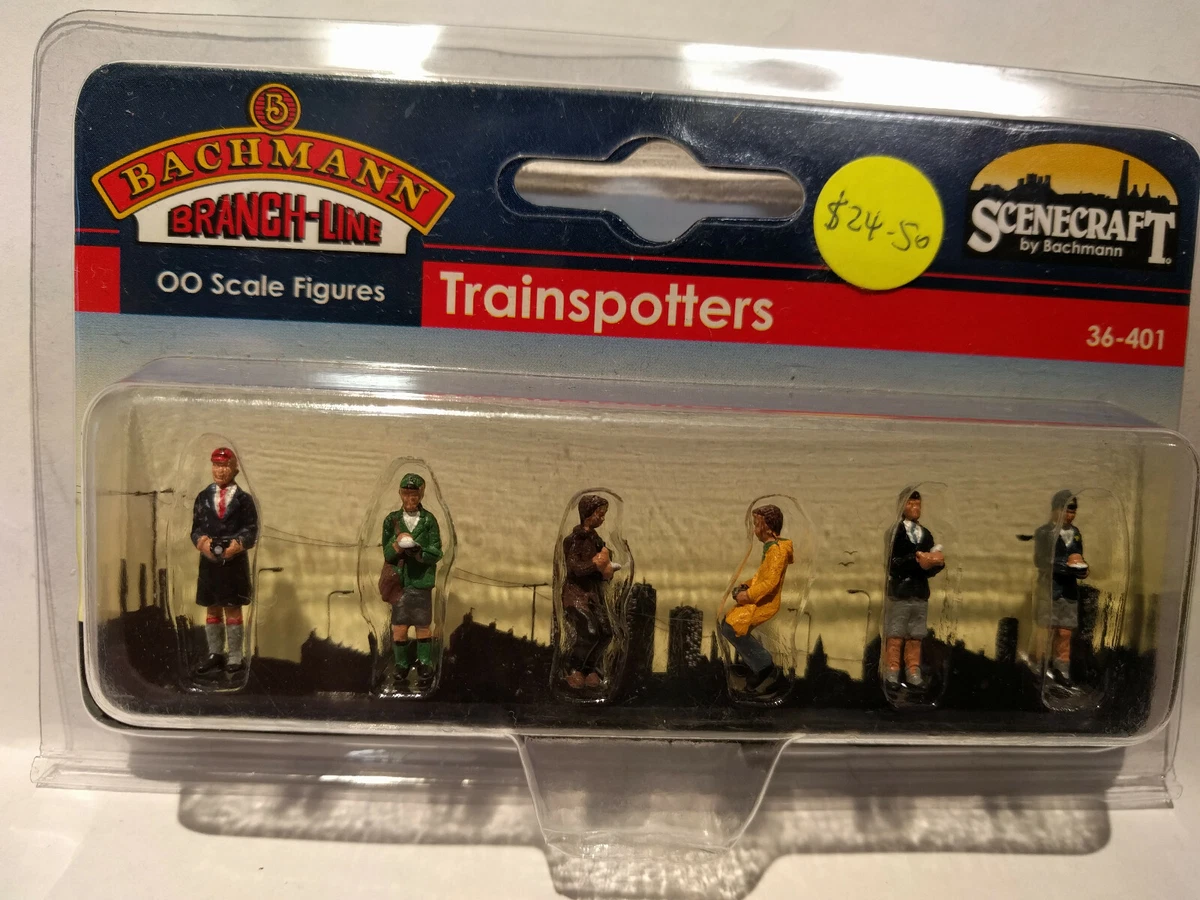 B
BACHMANN
BRANCH-LINE
OO Scale Figures
Trainspotters
$24-50
SCENECRAFT
by Bachmann
36-401